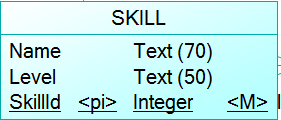 SKILL
Name Text (70)
Level Text (50)
SkillId <pi> Integer <M>